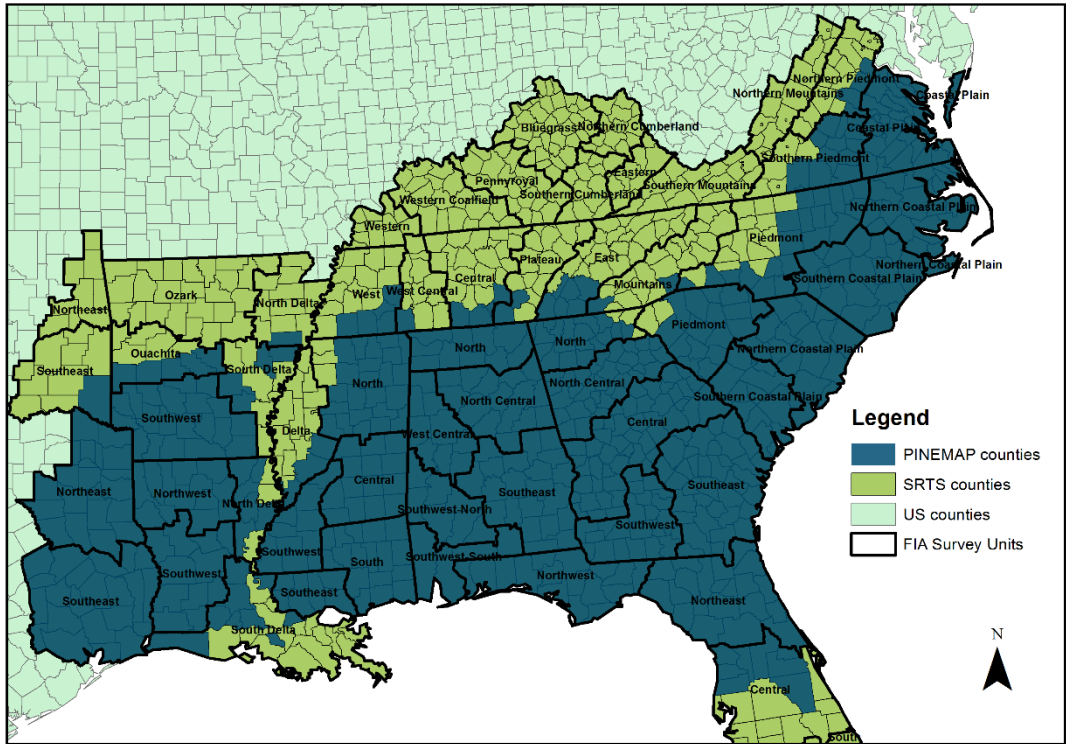 Northern Piedmont
Northern Mountains
Coastal Plain
Bluegrass
Northern Cumberland
Coastal Plain
Southern Piedmont
Eastern
Pennyroyal
Southern Mountains
Western Coalfield
Southern Cumberland
Northern Coastal Plain
Western
Piedmont
East
Plateau
Northern Coastal Plain
Central
Southern Coastal Plain
Mountains
West Central
West
Ozark
North Delta
Northeast
Piedmont
North
North
Northern Coastal Plain
Ouachita
South Delta
Southeast
North
North Central
North Central
Southern Coastal Plain
Southwest
Delta
Central
West Central
Legend
PINEMAP counties
SRTS counties
US counties
FIA Survey Units
Northeast
Northwest
Central
Southeast
Southeast
North Delta
Southwest-North
Southwest
Southwest
South
Southwest-South
Northwest
Southwest
Southeast
Southeast
Northeast
South Delta
N
Central
South